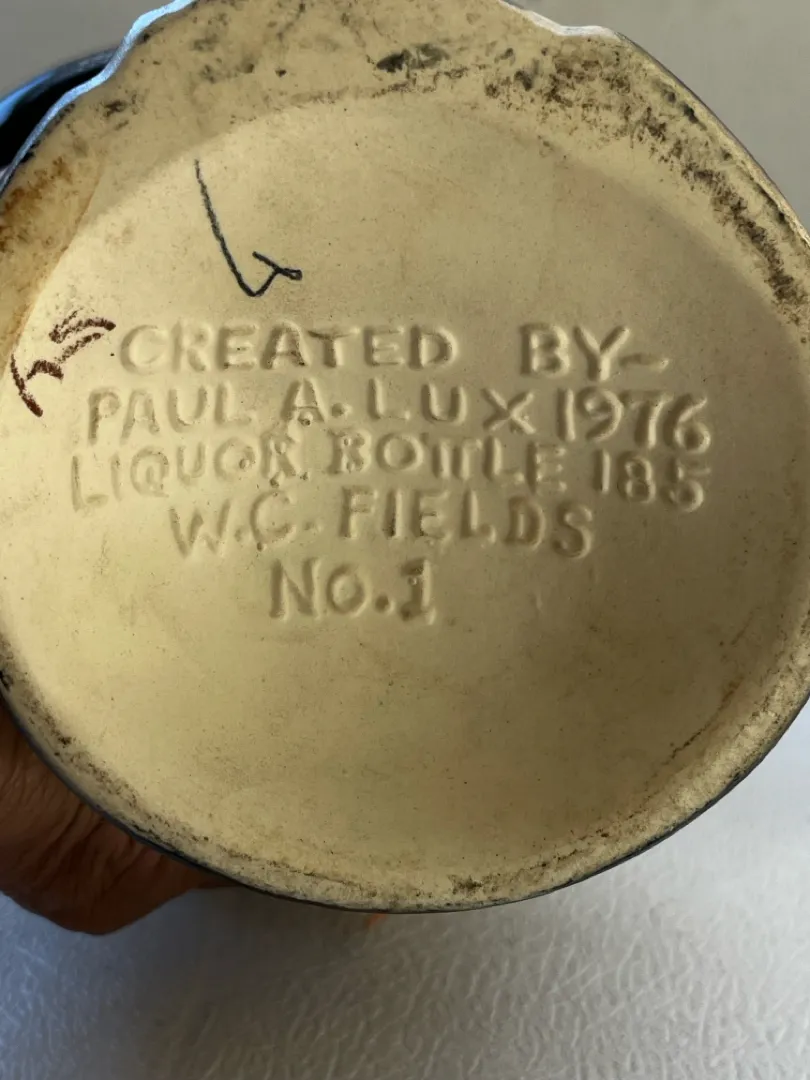 CREATED BY-
PAUL A. LUX 1976
LIQUOR BOTTLE 185
W.C. FIELDS
No.1